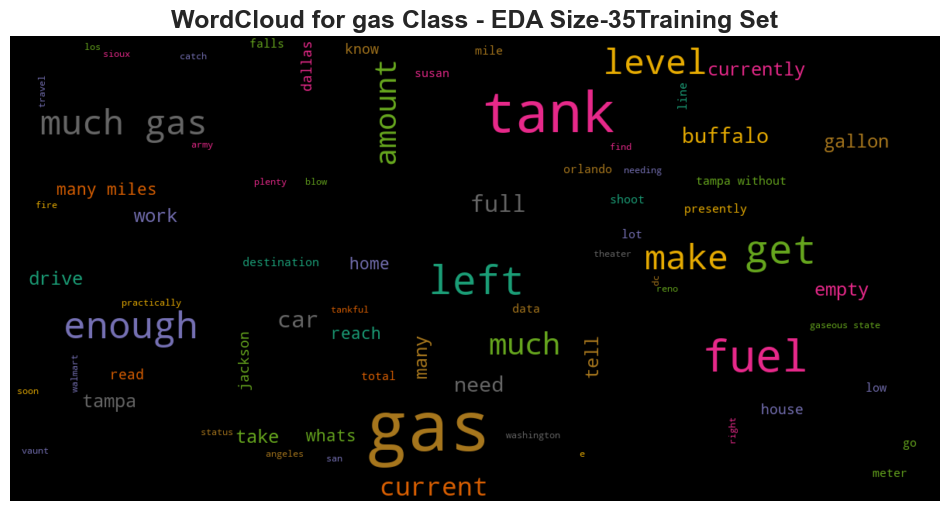 WordCloud for gas Class - EDA Size-35Training Set
los
sioux
catch
falls
dallas
know
mile
susan
level
currently
travel
much gas
army
amount
tank
line
find
buffalo
gallon
many miles
fire
work
plenty
blow
full
orlando
needing
shoot
tampa without
presently
lot
theater
drive
destination
home
left
make
get
dc
reno
empty
practically
enough
car
tankful
reach
data
much
many
tell
fuel
gaseous state
walmart
read
soon
tampa
jackson
total
need
house
low
right
status
take
whats
gas
washington
go
vaunt
angeles
san
e
current
meter